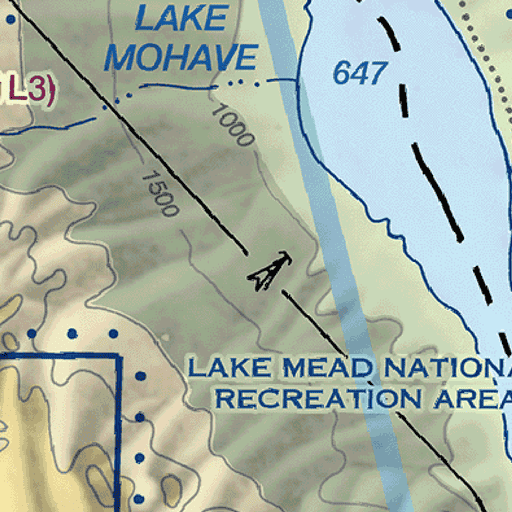 LAKE
MOHAVE
647
L3)
1000
1500
LAKE MEAD NATIONA
RECREATION AREA